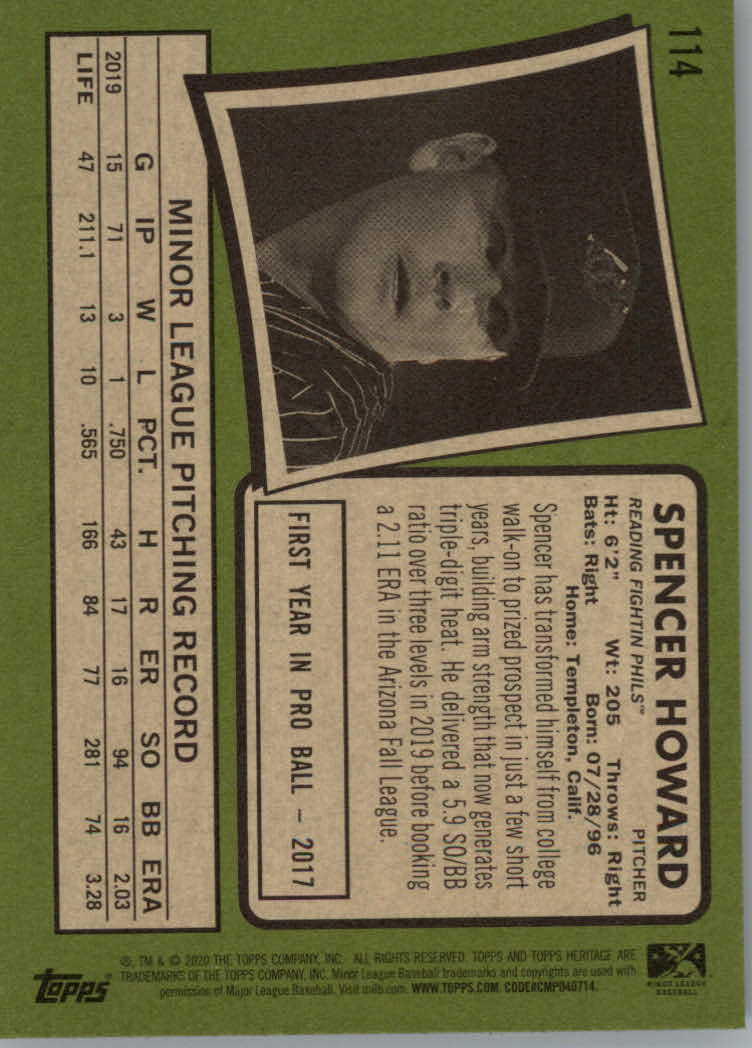 114
SPENCER HOWARD
READING FIGHTIN PHILS™ PITCHER
Ht: 6'2" Wt: 205 Throws: Right
Bats: Right Born: 07/28/96
Home: Templeton, Calif.
Spencer has transformed himself from college
walk-on to prized prospect in just a few short
years, building arm strength that now generates
triple-digit heat. He delivered a 5.9 SO/BB
ratio over three levels in 2019 before booking
a 2.11 ERA in the Arizona Fall League.
FIRST YEAR IN PRO BALL – 2017
MINOR LEAGUE PITCHING RECORD
G IP W L PCT. H R ER SO BB ERA
2019 15 71 3 1 .750 43 17 16 94 16 2.03
LIFE 47 211.1 13 10 .565 166 84 77 281 74 3.28
MINOR LEAGUE
BASEBALL
®, TM & © 2020 THE TOPPS COMPANY, INC. ALL RIGHTS RESERVED. TOPPS AND TOPPS HERITAGE ARE
TRADEMARKS OF THE TOPPS COMPANY, INC. Minor League Baseball trademarks and copyrights are used with
permission of Major League Baseball. Visit milb.com. WWW.TOPPS.COM. CODE#CMP040714.
TOPPS®